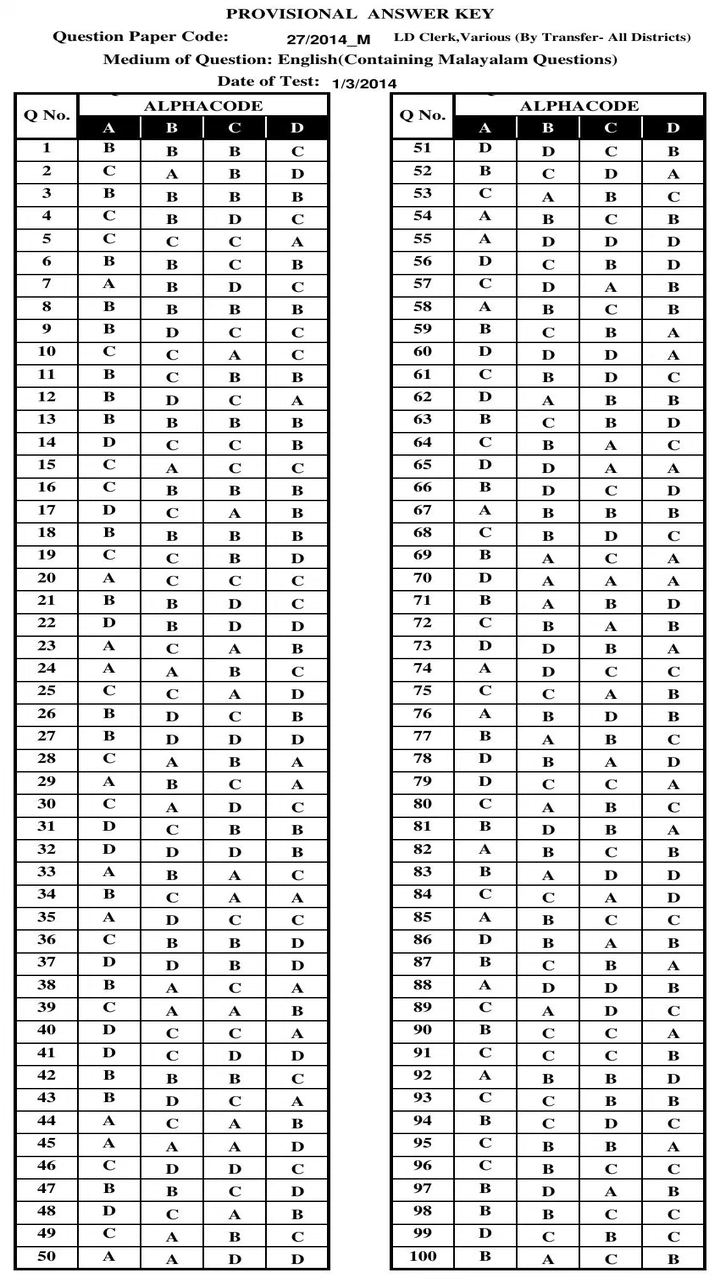 PROVISIONAL ANSWER KEY
Question Paper Code: 27/2014_M LD Clerk,Various (By Transfer- All Districts)
Medium of Question: English(Containing Malayalam Questions)
Date of Test: 1/3/2014
Q No. ALPHACODE
A B C D
1 B B B C
2 C A B D
3 B B B B
4 C B D C
5 C C C A
6 B B C B
7 A B D C
8 B B B B
9 B D C C
10 C C A C
11 B C B B
12 B D C A
13 B B B B
14 D C C B
15 C A C C
16 C B B B
17 D C A B
18 B B B B
19 C C B D
20 A C C C
21 B B D C
22 D B D D
23 A C A B
24 A A B C
25 C C A D
26 B D C B
27 B D D D
28 C A B A
29 A B C A
30 C A D C
31 D C B B
32 D D D B
33 A B A C
34 B C A A
35 A D C C
36 C B B D
37 D D B D
38 B A C A
39 C A A B
40 D C C A
41 D C D D
42 B B B C
43 B D C A
44 A C A B
45 A A A D
46 C D D C
47 B B C D
48 D C A B
49 C A B C
50 A A D D
Q No. ALPHACODE
A B C D
51 D D C B
52 B C D A
53 C A B C
54 A B C B
55 A D D D
56 D C B D
57 C D A B
58 A B C B
59 B C B A
60 D D D A
61 C B D C
62 D A B B
63 B C B D
64 C B A C
65 D D A A
66 B D C D
67 A B B B
68 C B D C
69 B A C A
70 D A A A
71 B A B D
72 C B A B
73 D D B A
74 A D C C
75 C C A B
76 A B D B
77 B A B C
78 D B A D
79 D C C A
80 C A B C
81 B D B A
82 A B C B
83 B A D D
84 C C A D
85 A B C C
86 D B A B
87 B C B A
88 A D D B
89 C A D C
90 B C C A
91 C C C B
92 A B B D
93 C C B B
94 B C D C
95 C B B A
96 C B C C
97 B D A B
98 B B C C
99 D C B C
100 B A C B